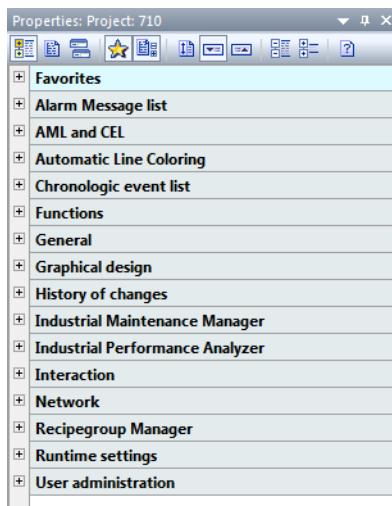 Properties: Project: 710
Favorites
Alarm Message list
AML and CEL
Automatic Line Coloring
Chronologic event list
Functions
General
Graphical design
History of changes
Industrial Maintenance Manager
Industrial Performance Analyzer
Interaction
Network
Recipegroup Manager
Runtime settings
User administration